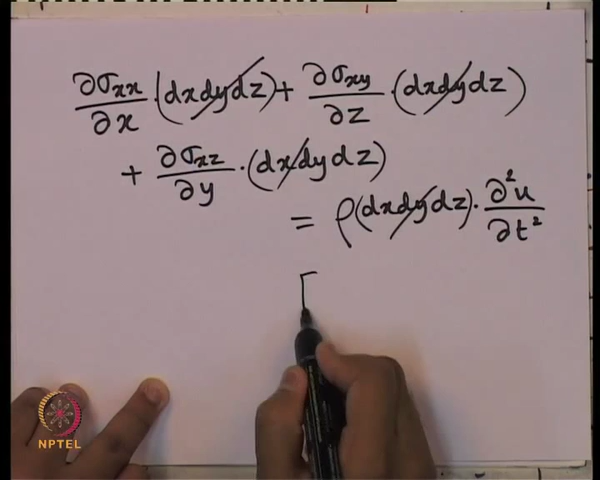 ∂σxx/∂x · (dxdydz) + ∂σxy/∂z · (dxdydz)
+ ∂σxz/∂y · (dxdydz)
= ρ(dxdydz) · ∂²u/∂t²
NPTEL